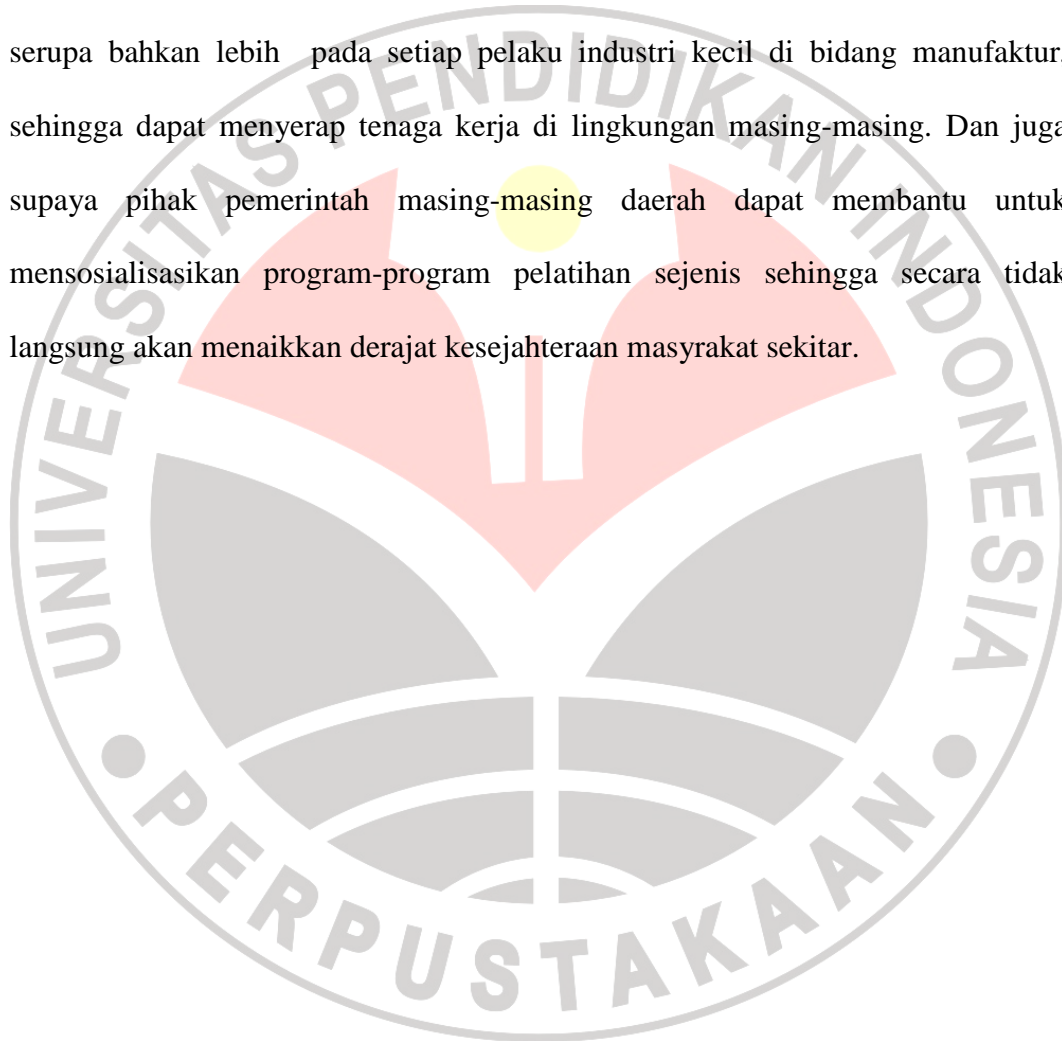 serupa bahkan lebih pada setiap pelaku industri kecil di bidang manufaktur.
sehingga dapat menyerap tenaga kerja di lingkungan masing-masing. Dan juga
supaya pihak pemerintah masing-masing daerah dapat membantu untuk
mensosialisasikan program-program pelatihan sejenis sehingga secara tidak
langsung akan menaikkan derajat kesejahteraan masyrakat sekitar.
UNIVERSITAS PENDIDIKAN INDONESIA
PERPUSTAKAAN